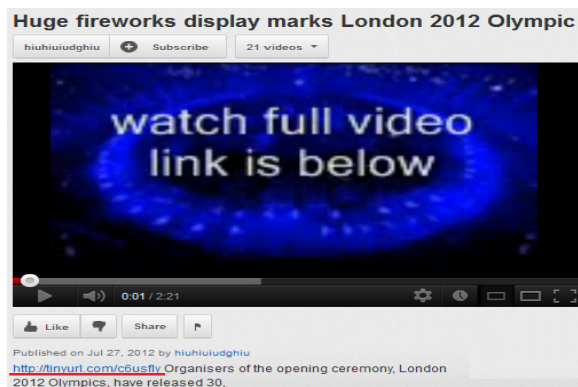 Huge fireworks display marks London 2012 Olympic
hiuhiuiudghiu Subscribe 21 videos
watch full video
link is below
0:01 / 2:21
Like Share
Published on Jul 27, 2012 by hiuhiuiudghiu
http://tinyurl.com/c6usfly Organisers of the opening ceremony, London
2012 Olympics, have released 30,